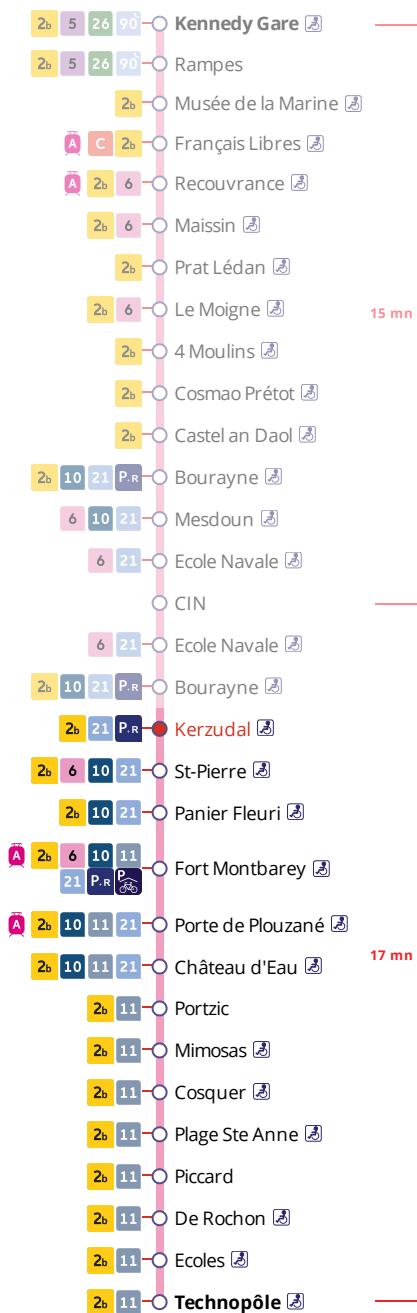 2b 5 26 90 Kennedy Gare
2b 5 26 90 Rampes
2b Musée de la Marine
A C 2b Français Libres
A 2b 6 Recouvrance
2b 6 Maissin
2b Prat Lédan
2b 6 Le Moigne
15 mn
2b 4 Moulins
2b Cosmao Prétot
2b Castel an Daol
2b 10 21 P+R Bourayne
6 10 21 Mesdoun
6 21 Ecole Navale
CIN
6 21 Ecole Navale
2b 10 21 P+R Bourayne
2b 21 P+R Kerzudal
2b 6 10 21 St-Pierre
2b 10 21 Panier Fleuri
A 2b 6 10 11
21 P+R P Fort Montbarey
A 2b 10 11 21 Porte de Plouzané
17 mn
2b 10 11 21 Château d'Eau
2b 11 Portzic
2b 11 Mimosas
2b 11 Cosquer
2b 11 Plage Ste Anne
2b 11 Piccard
2b 11 De Rochon
2b 11 Ecoles
2b 11 Technopôle